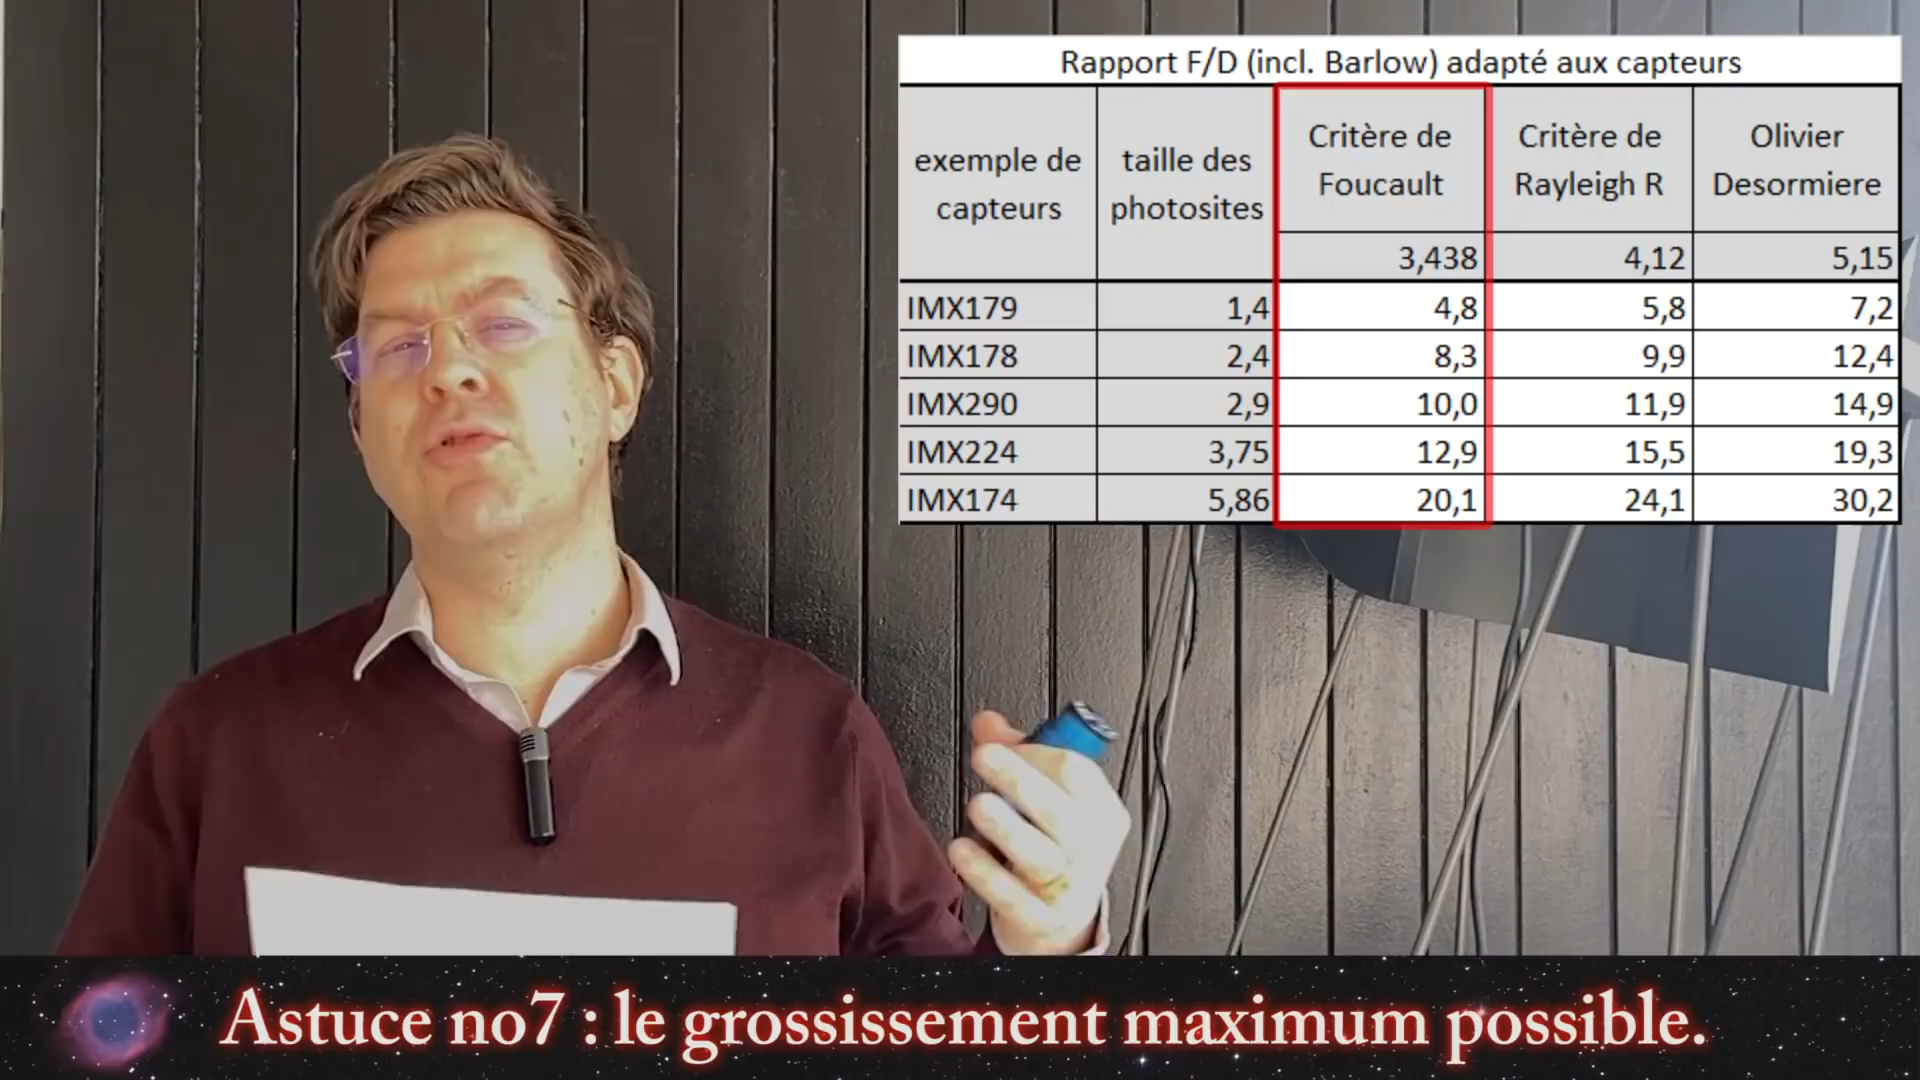 Rapport F/D (incl. Barlow) adapté aux capteurs
exemple de capteurs | taille des photosites | Critère de Foucault | Critère de Rayleigh R | Olivier Desormiere
3,438 | 4,12 | 5,15
IMX179 | 1,4 | 4,8 | 5,8 | 7,2
IMX178 | 2,4 | 8,3 | 9,9 | 12,4
IMX290 | 2,9 | 10,0 | 11,9 | 14,9
IMX224 | 3,75 | 12,9 | 15,5 | 19,3
IMX174 | 5,86 | 20,1 | 24,1 | 30,2
Astuce no7 : le grossissement maximum possible.